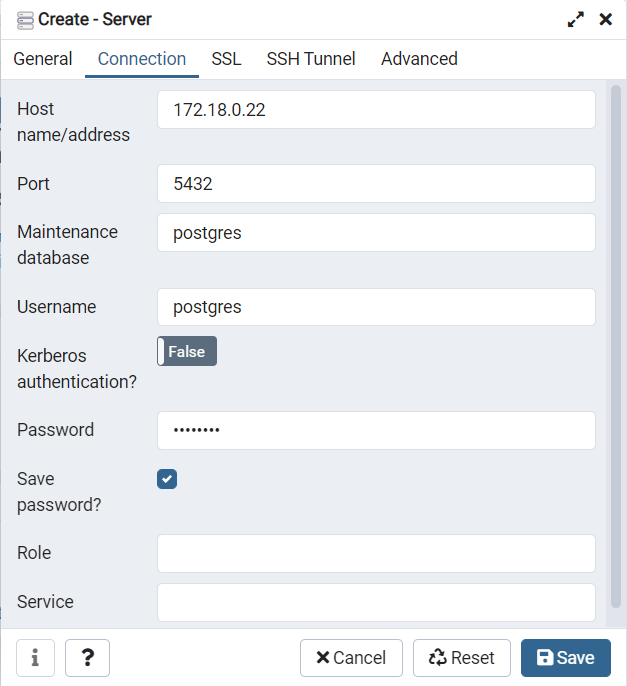 Create - Server
General Connection SSL SSH Tunnel Advanced
Host
name/address
172.18.0.22
Port
5432
Maintenance
database
postgres
Username
postgres
Kerberos
authentication?
False
Password
••••••••
Save
password?
Role
Service
i ? Cancel Reset Save